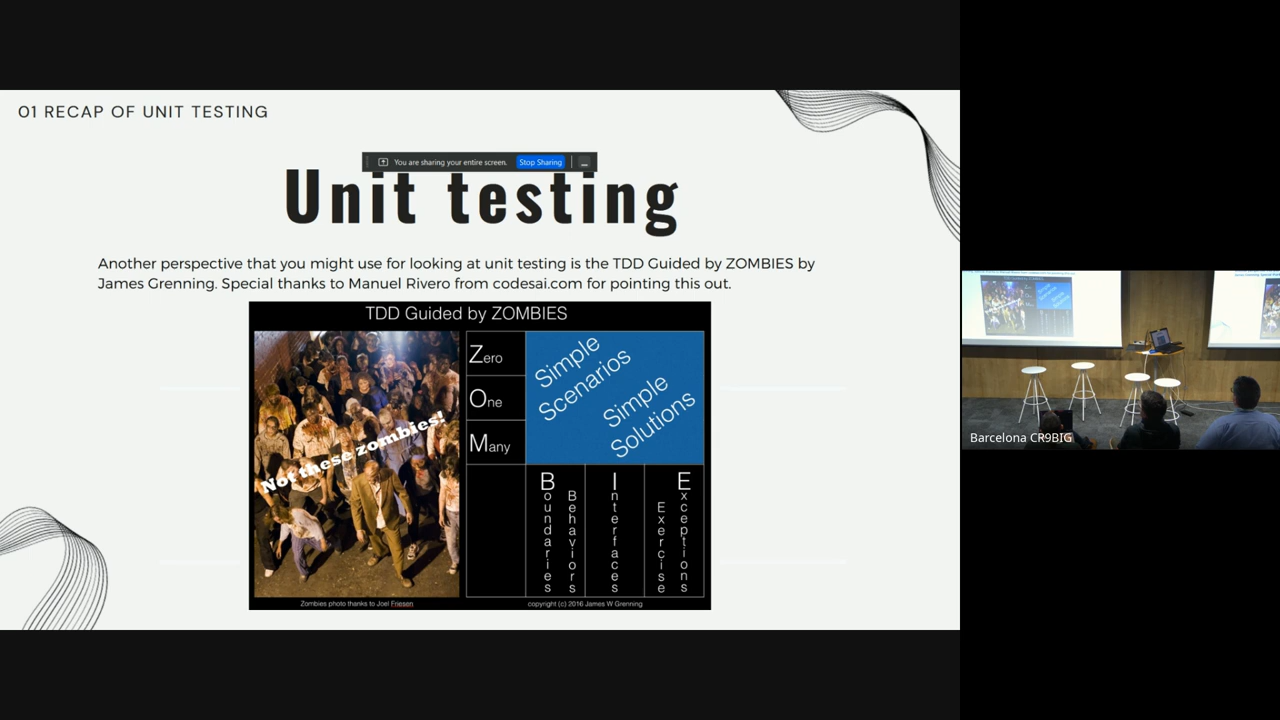 01 RECAP OF UNIT TESTING
You are sharing your entire screen.
Stop Sharing
Unit testing
Another perspective that you might use for looking at unit testing is the TDD Guided by ZOMBIES by
James Grenning. Special thanks to Manuel Rivero from codesai.com for pointing this out.
TDD Guided by ZOMBIES
Not these zombies!
Zero
One
Many
Simple
Scenarios
Simple
Solutions
Boundaries
Behaviors
Interfaces
Exercise
Exceptions
Zombies photo thanks to Joel Friesen
copyright (c) 2016 James W Grenning
Barcelona CR9BIG